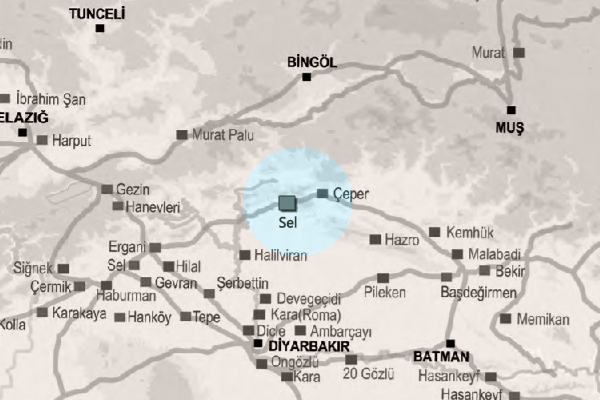 TUNCELİ
BİNGÖL
Murat
İbrahim Şan
MUŞ
ELAZIĞ
Harput
Murat Palu
Gezin
Çeper
Hanevleri
Sel
Kemhük
Hazro
Ergani
Halilviran
Malabadi
Siğnek
Sel
Hilal
Bekir
Çermik
Haburman
Gevran
Şerbettin
Pileken
Başdeğirmen
Devegeçidi
Karakaya
Hanköy
Tepe
Kara(Roma)
Memikan
Kolla
Dicle
Ambarçayı
DİYARBAKIR
BATMAN
Ongözlü
20 Gözlü
Kara
Hasankeyf
Hasankeyf